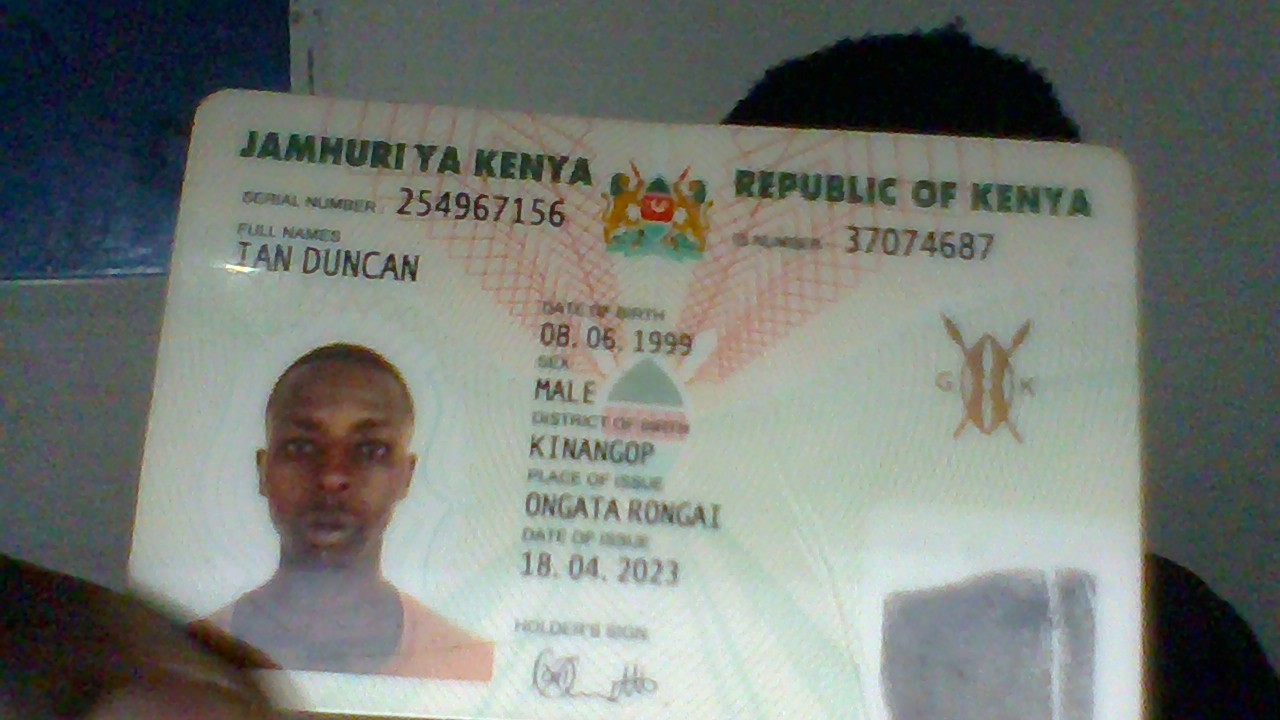 JAMHURI YA KENYA
REPUBLIC OF KENYA
SERIAL NUMBER: 254967156
ID NUMBER: 37074687
FULL NAMES
IAN DUNCAN
DATE OF BIRTH
08. 06. 1999
SEX
MALE
DISTRICT OF BIRTH
KINANGOP
PLACE OF ISSUE
ONGATA RONGAI
DATE OF ISSUE
18. 04. 2023
HOLDER'S SIGN.
G K